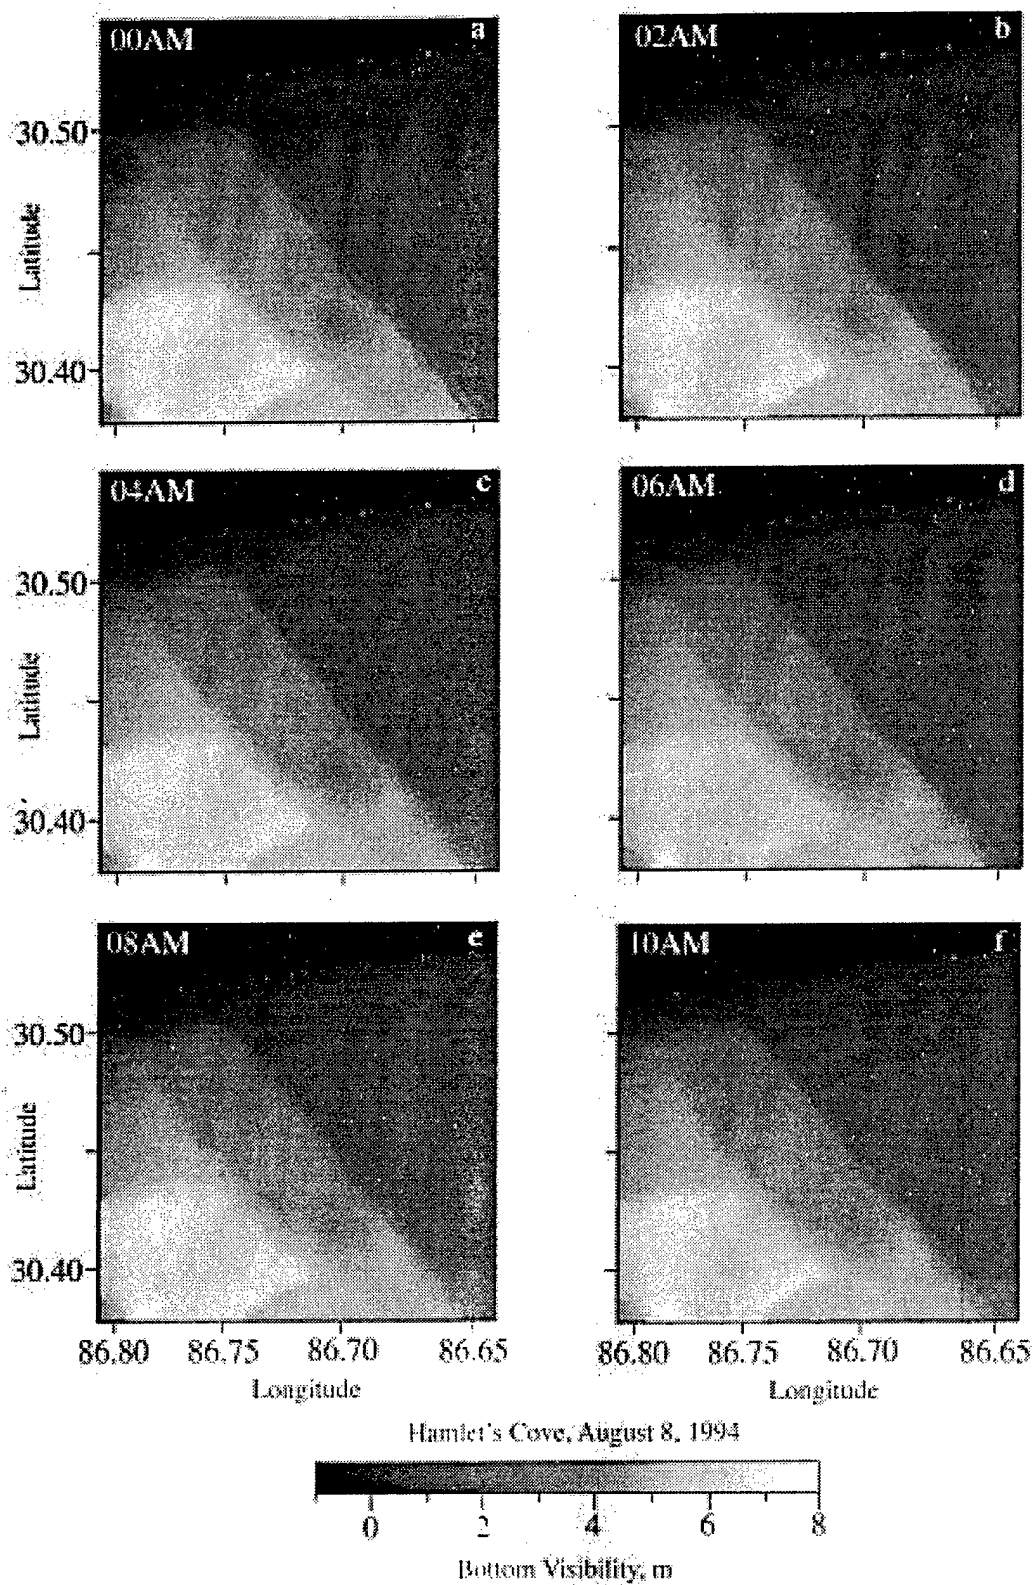 00AM a
02AM b
30.50
Latitude
30.40
04AM c
06AM d
30.50
Latitude
30.40
08AM e
10AM f
30.50
Latitude
30.40
86.80 86.75 86.70 86.65
86.80 86.75 86.70 86.65
Longitude
Longitude
Hamlet's Cove, August 8, 1994
0 2 4 6 8
Bottom Visibility, m